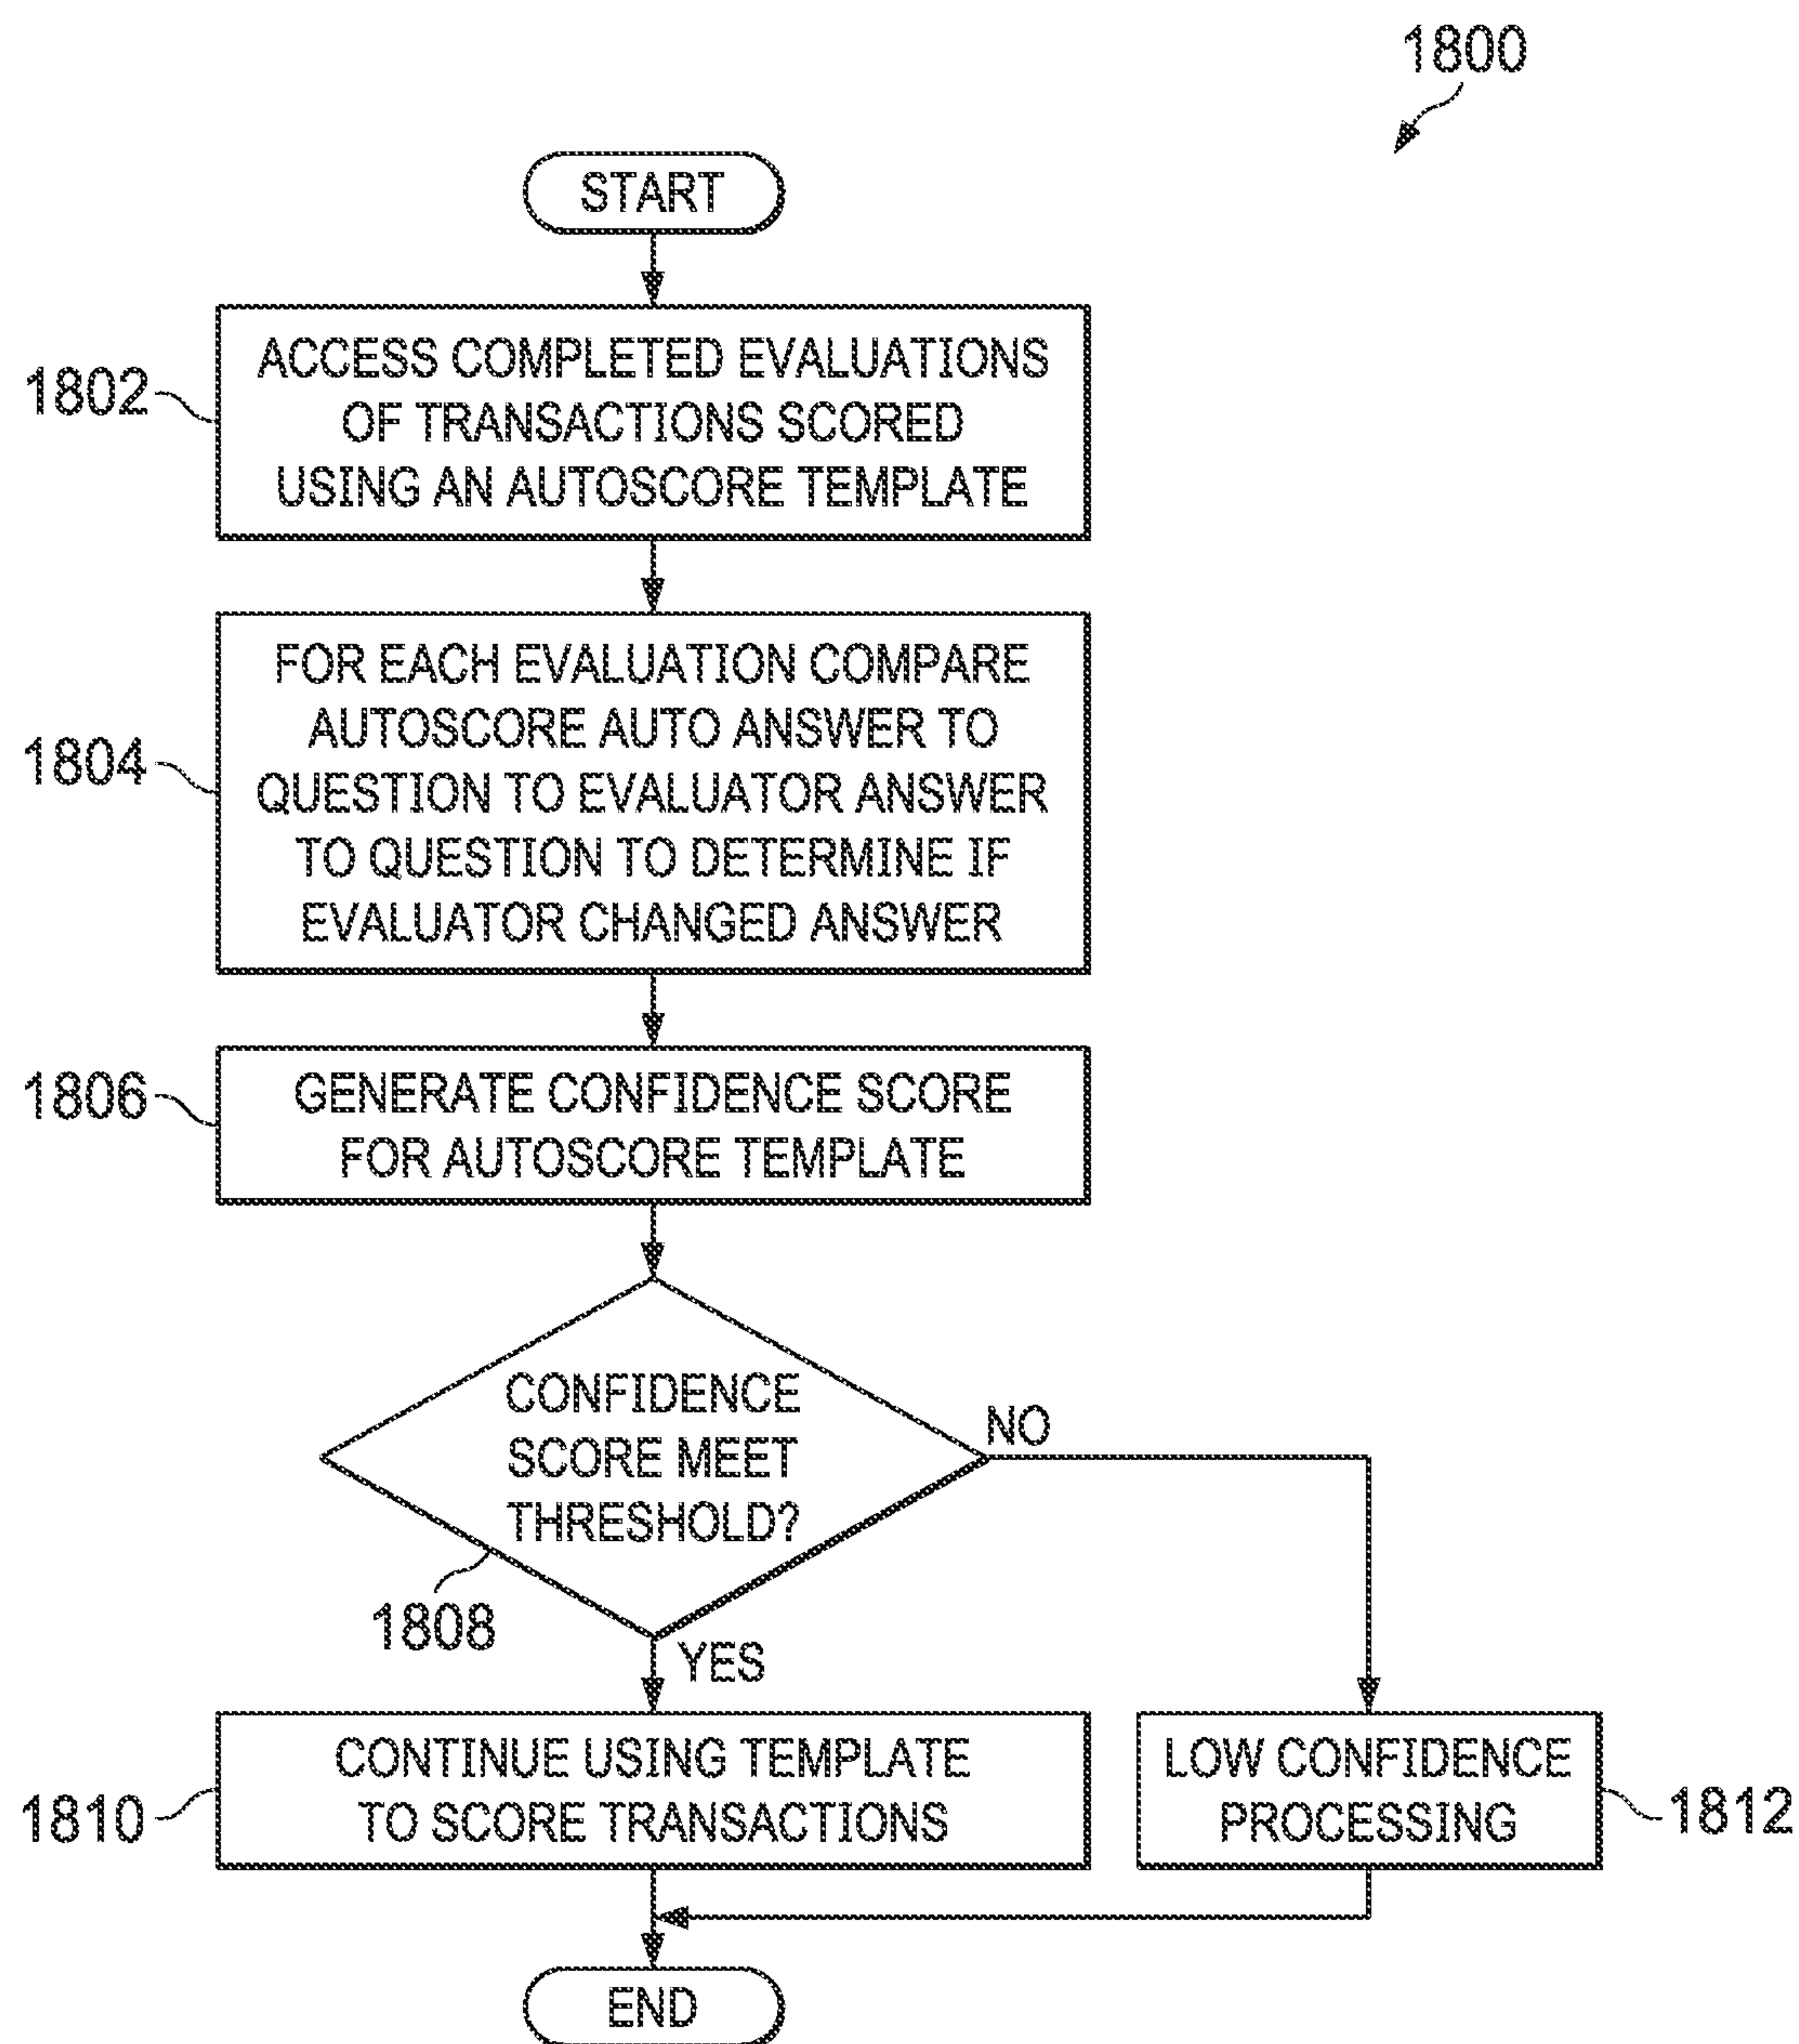 1800
START
1802
ACCESS COMPLETED EVALUATIONS
OF TRANSACTIONS SCORED
USING AN AUTOSCORE TEMPLATE
1804
FOR EACH EVALUATION COMPARE
AUTOSCORE AUTO ANSWER TO
QUESTION TO EVALUATOR ANSWER
TO QUESTION TO DETERMINE IF
EVALUATOR CHANGED ANSWER
1806
GENERATE CONFIDENCE SCORE
FOR AUTOSCORE TEMPLATE
CONFIDENCE
SCORE MEET
THRESHOLD?
NO
1808
YES
1810
CONTINUE USING TEMPLATE
TO SCORE TRANSACTIONS
LOW CONFIDENCE
PROCESSING
1812
END